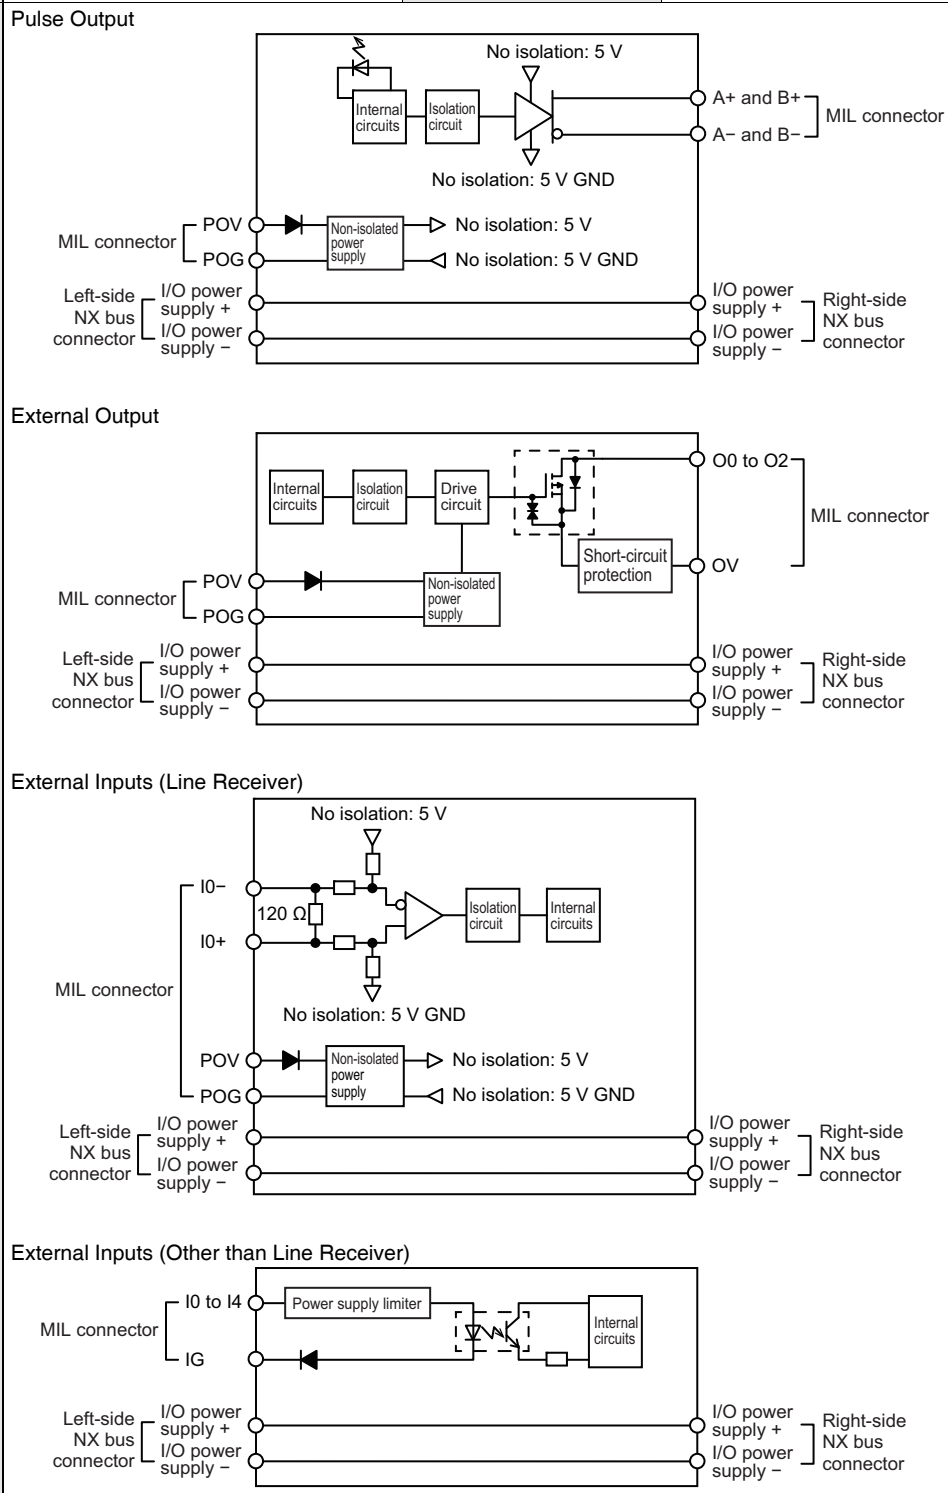 Pulse Output
No isolation: 5 V
Internal
circuits
Isolation
circuit
A+ and B+
A− and B−
MIL connector
No isolation: 5 V GND
MIL connector
POV
POG
Non-isolated
power
supply
No isolation: 5 V
No isolation: 5 V GND
Left-side
NX bus
connector
I/O power
supply +
I/O power
supply −
I/O power
supply +
I/O power
supply −
Right-side
NX bus
connector
External Output
Internal
circuits
Isolation
circuit
Drive
circuit
O0 to O2
MIL connector
Short-circuit
protection
OV
MIL connector
POV
POG
Non-isolated
power
supply
Left-side
NX bus
connector
I/O power
supply +
I/O power
supply −
I/O power
supply +
I/O power
supply −
Right-side
NX bus
connector
External Inputs (Line Receiver)
No isolation: 5 V
I0−
120 Ω
I0+
Isolation
circuit
Internal
circuits
MIL connector
No isolation: 5 V GND
POV
POG
Non-isolated
power
supply
No isolation: 5 V
No isolation: 5 V GND
Left-side
NX bus
connector
I/O power
supply +
I/O power
supply −
I/O power
supply +
I/O power
supply −
Right-side
NX bus
connector
External Inputs (Other than Line Receiver)
MIL connector
I0 to I4
IG
Power supply limiter
Internal
circuits
Left-side
NX bus
connector
I/O power
supply +
I/O power
supply −
I/O power
supply +
I/O power
supply −
Right-side
NX bus
connector